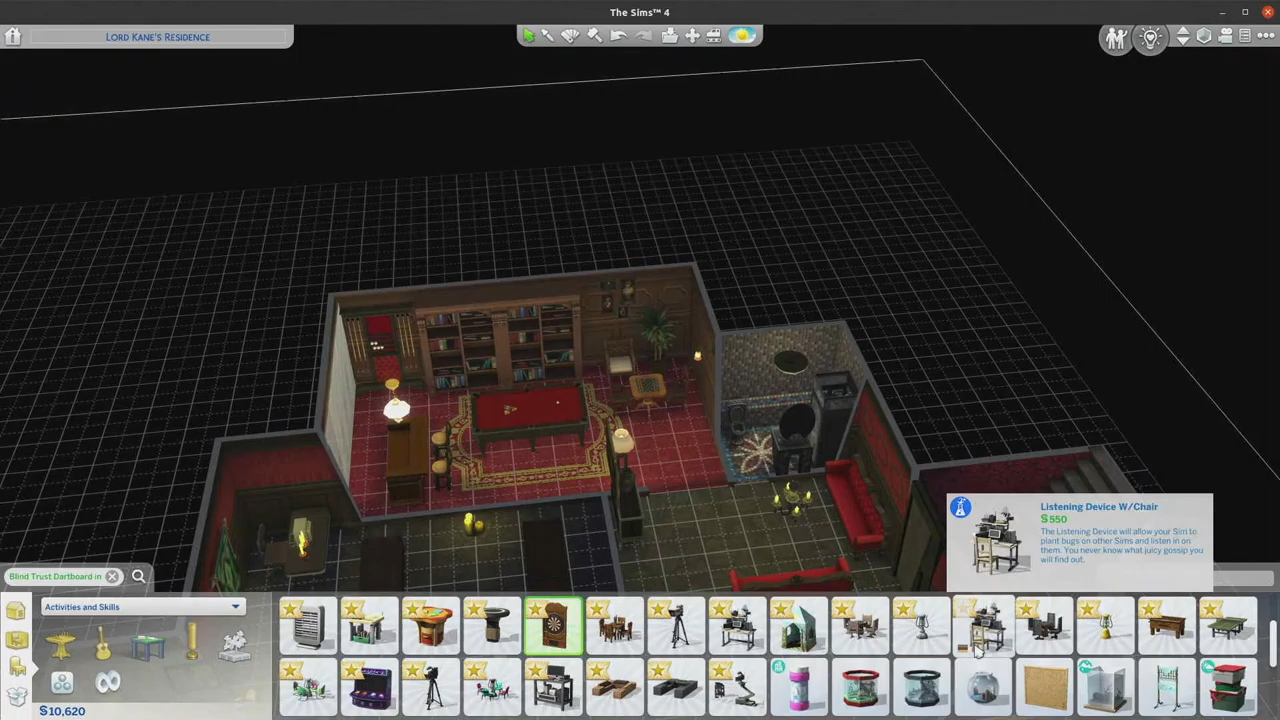 The Sims™ 4
LORD KANE'S RESIDENCE
Listening Device W/Chair
S550
The Listening Device will allow your Sim to
plant bugs on other Sims and listen in on
them. You never know what juicy gossip you
will find out.
Blind Trust Dartboard in
Activities and Skills
S10,620